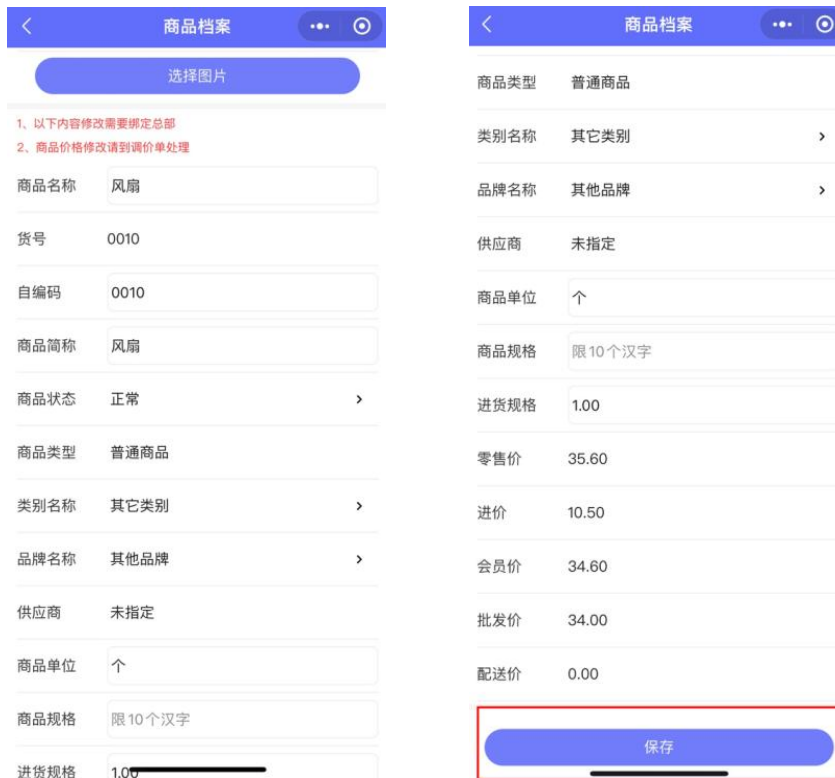 商品档案
选择图片
1、以下内容修改需要绑定总部
2、商品价格修改请到调价单处理
商品名称 风扇
货号 0010
自编码 0010
商品简称 风扇
商品状态 正常
商品类型 普通商品
类别名称 其它类别
品牌名称 其他品牌
供应商 未指定
商品单位 个
商品规格 限10个汉字
进货规格 1.00
商品档案
商品类型 普通商品
类别名称 其它类别
品牌名称 其他品牌
供应商 未指定
商品单位 个
商品规格 限10个汉字
进货规格 1.00
零售价 35.60
进价 10.50
会员价 34.60
批发价 34.00
配送价 0.00
保存